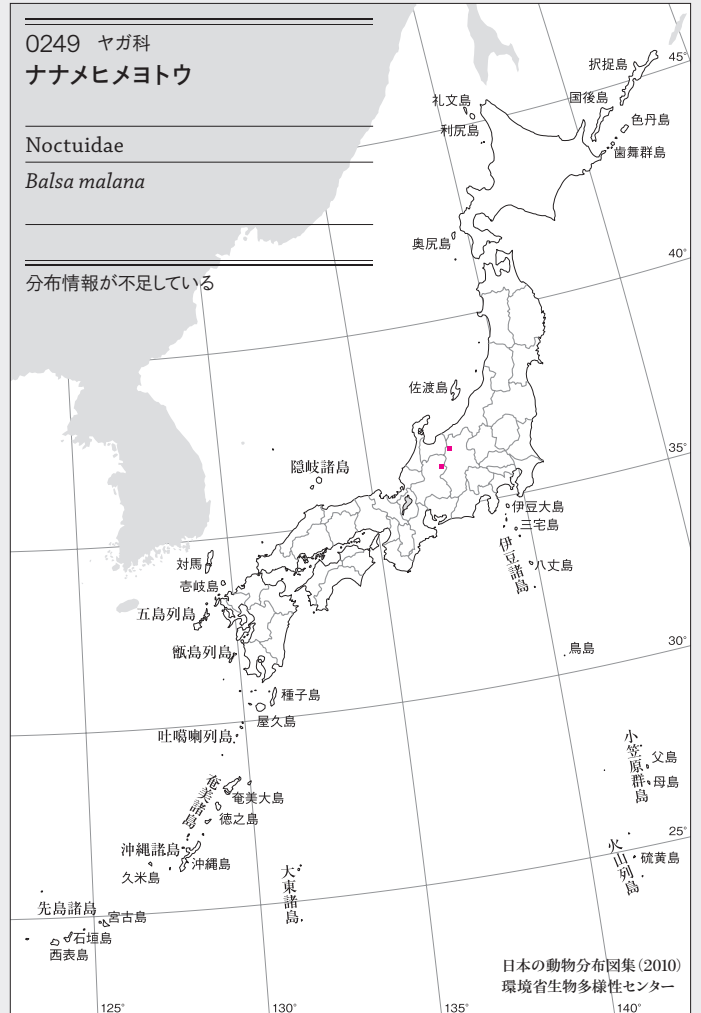 0249 ヤガ科
ナナメヒメヨトウ
Noctuidae
Balsa malana
分布情報が不足している
45°
択捉島
国後島
礼文島
色丹島
利尻島
歯舞群島
奥尻島
40°
佐渡島
35°
隠岐諸島
伊豆大島
三宅島
伊豆諸島
八丈島
対馬
壱岐島
五島列島
甑島列島
鳥島
30°
種子島
屋久島
吐噶喇列島
小笠原群島
父島
母島
奄美諸島
奄美大島
徳之島
25°
沖縄諸島
沖縄島
久米島
火山列島
硫黄島
大東諸島
先島諸島
宮古島
石垣島
西表島
日本の動物分布図集(2010)
環境省生物多様性センター
125°
130°
135°
140°